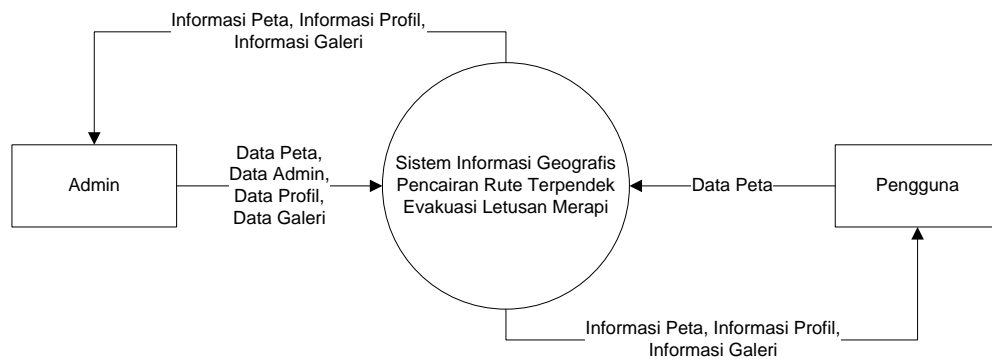 Informasi Peta, Informasi Profil,
Informasi Galeri
Admin
Data Peta,
Data Admin,
Data Profil,
Data Galeri
Sistem Informasi Geografis
Pencairan Rute Terpendek
Evakuasi Letusan Merapi
Data Peta
Pengguna
Informasi Peta, Informasi Profil,
Informasi Galeri